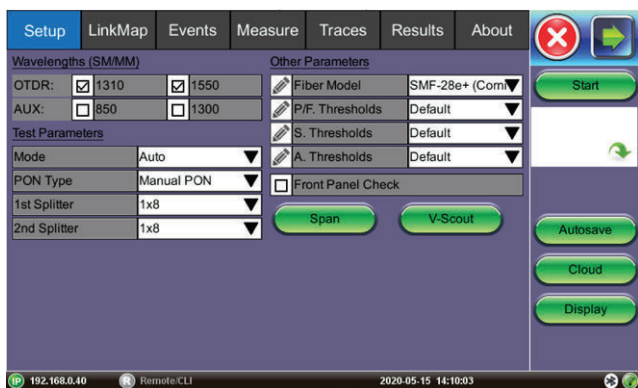 Setup LinkMap Events Measure Traces Results About
Wavelengths (SM/MM)
OTDR: 1310 1550
AUX: 850 1300
Test Parameters
Mode Auto
PON Type Manual PON
1st Splitter 1x8
2nd Splitter 1x8
Other Parameters
Fiber Model SMF-28e+ (Corni
P/F. Thresholds Default
S. Thresholds Default
A. Thresholds Default
Front Panel Check
Span V-Scout
Start
Autosave
Cloud
Display
IP 192.168.0.40 R Remote/CLI 2020-05-15 14:10:03